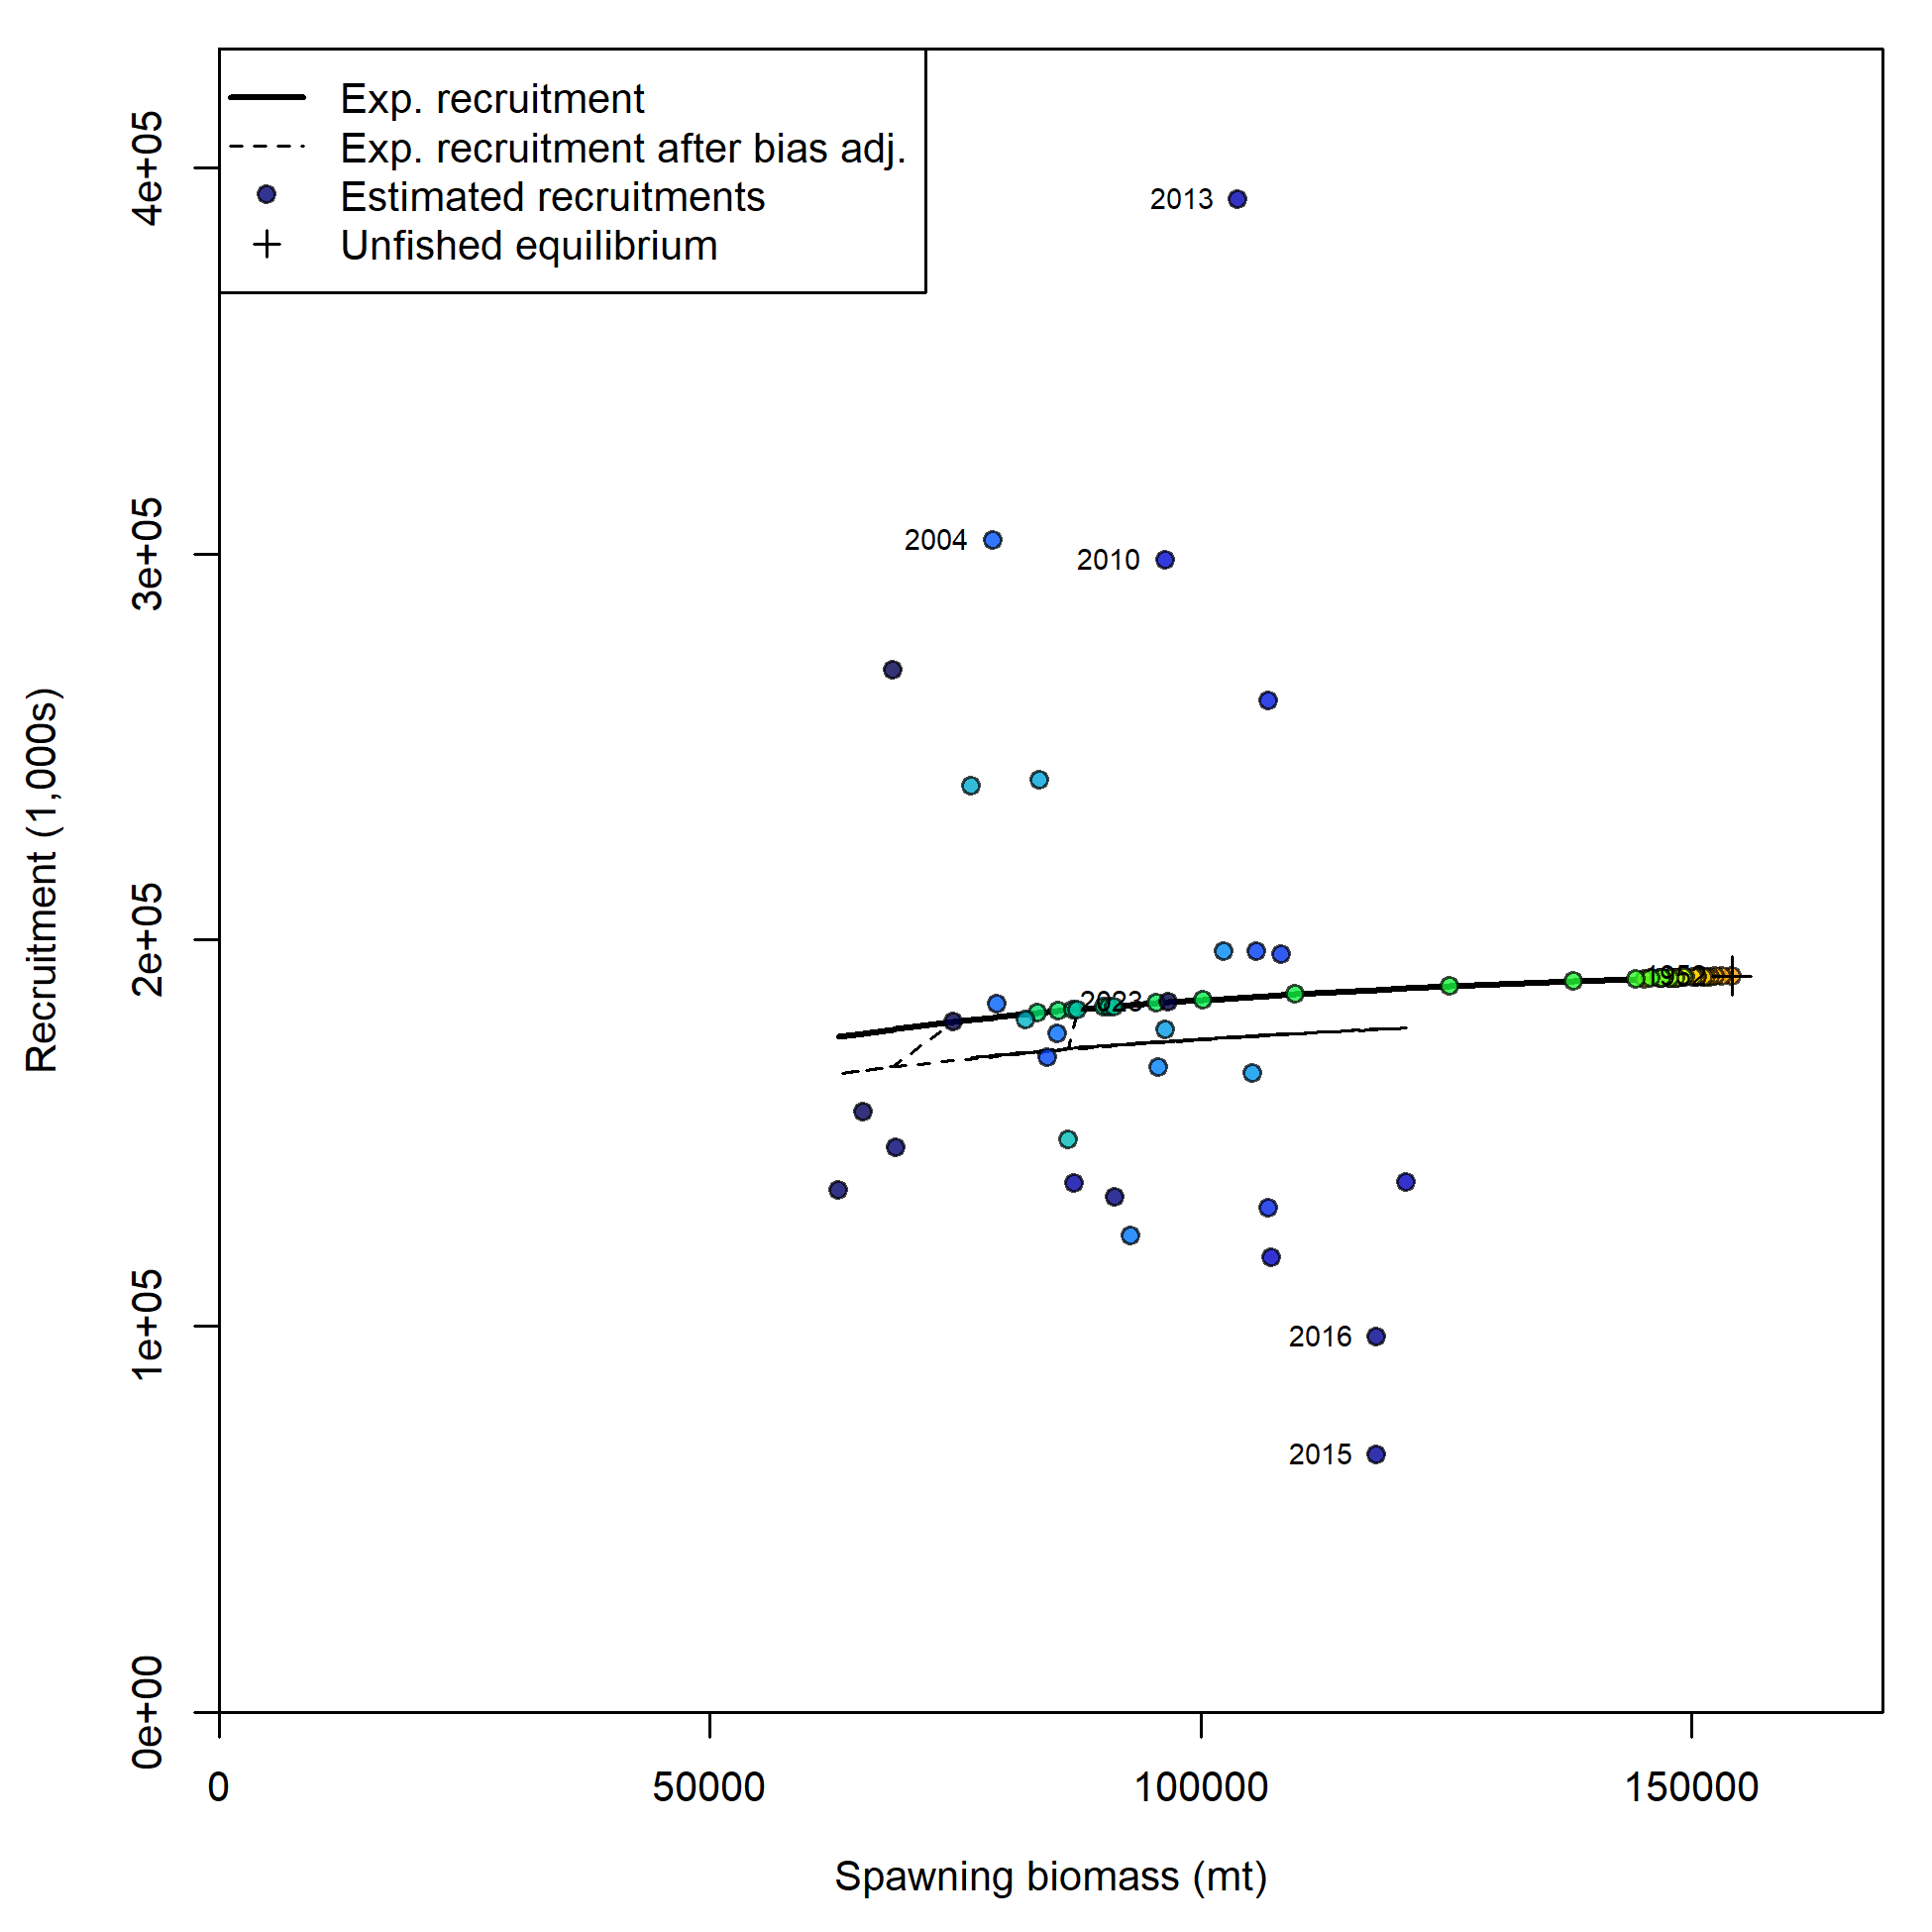 Exp. recruitment
Exp. recruitment after bias adj.
Estimated recruitments
Unfished equilibrium
4e+05
3e+05
2e+05
1e+05
0e+00
Recruitment (1,000s)
2013
2004
2010
2023
2016
2015
0
50000
100000
150000
Spawning biomass (mt)